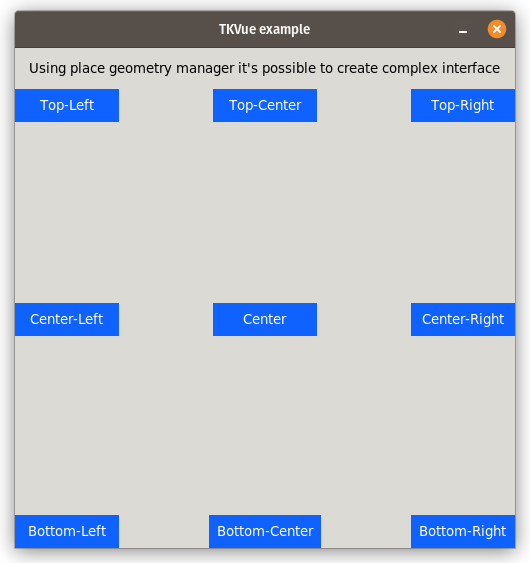 TKVue example
Using place geometry manager it's possible to create complex interface
Top-Left Top-Center Top-Right
Center-Left Center Center-Right
Bottom-Left Bottom-Center Bottom-Right